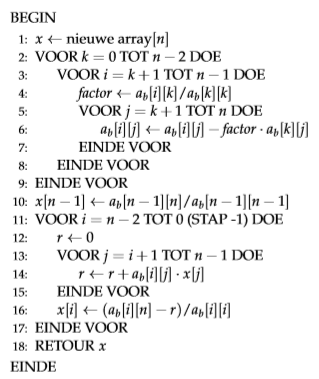 BEGIN
1: x ← nieuwe array[n]
2: VOOR k = 0 TOT n − 2 DOE
3: VOOR i = k + 1 TOT n − 1 DOE
4: factor ← a_b[i][k]/a_b[k][k]
5: VOOR j = k + 1 TOT n DOE
6: a_b[i][j] ← a_b[i][j] − factor · a_b[k][j]
7: EINDE VOOR
8: EINDE VOOR
9: EINDE VOOR
10: x[n − 1] ← a_b[n − 1][n]/a_b[n − 1][n − 1]
11: VOOR i = n − 2 TOT 0 (STAP -1) DOE
12: r ← 0
13: VOOR j = i + 1 TOT n − 1 DOE
14: r ← r + a_b[i][j] · x[j]
15: EINDE VOOR
16: x[i] ← (a_b[i][n] − r)/a_b[i][i]
17: EINDE VOOR
18: RETOUR x
EINDE